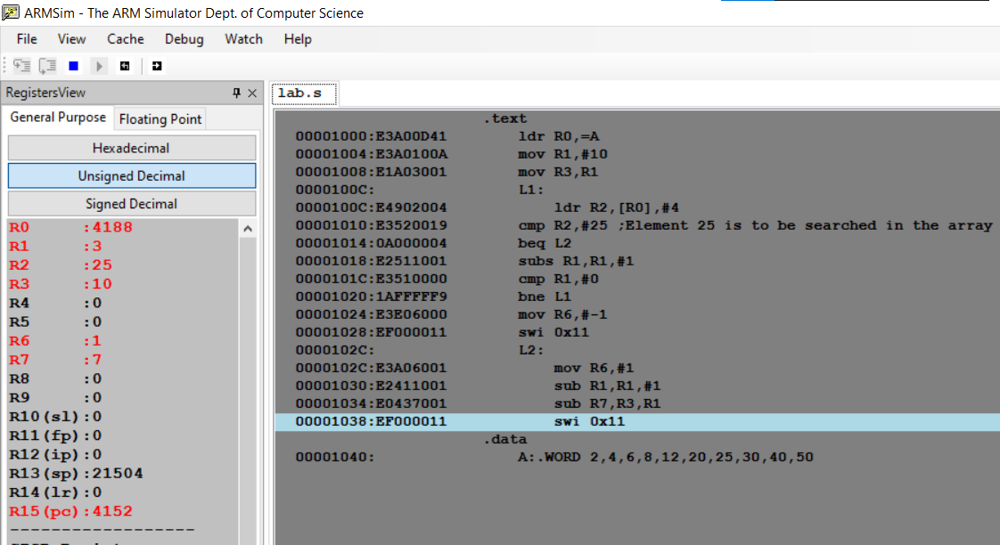 ARMSim - The ARM Simulator Dept. of Computer Science
File View Cache Debug Watch Help
RegistersView
General Purpose Floating Point
Hexadecimal
Unsigned Decimal
Signed Decimal
R0 :4188
R1 :3
R2 :25
R3 :10
R4 :0
R5 :0
R6 :1
R7 :7
R8 :0
R9 :0
R10(sl):0
R11(fp):0
R12(ip):0
R13(sp):21504
R14(lr):0
R15(pc):4152
------------------
lab.s
.text
00001000:E3A00D41 ldr R0,=A
00001004:E3A0100A mov R1,#10
00001008:E1A03001 mov R3,R1
0000100C: L1:
0000100C:E4902004 ldr R2,[R0],#4
00001010:E3520019 cmp R2,#25 ;Element 25 is to be searched in the array
00001014:0A000004 beq L2
00001018:E2511001 subs R1,R1,#1
0000101C:E3510000 cmp R1,#0
00001020:1AFFFFF9 bne L1
00001024:E3E06000 mov R6,#-1
00001028:EF000011 swi 0x11
0000102C: L2:
0000102C:E3A06001 mov R6,#1
00001030:E2411001 sub R1,R1,#1
00001034:E0437001 sub R7,R3,R1
00001038:EF000011 swi 0x11
.data
00001040: A:.WORD 2,4,6,8,12,20,25,30,40,50